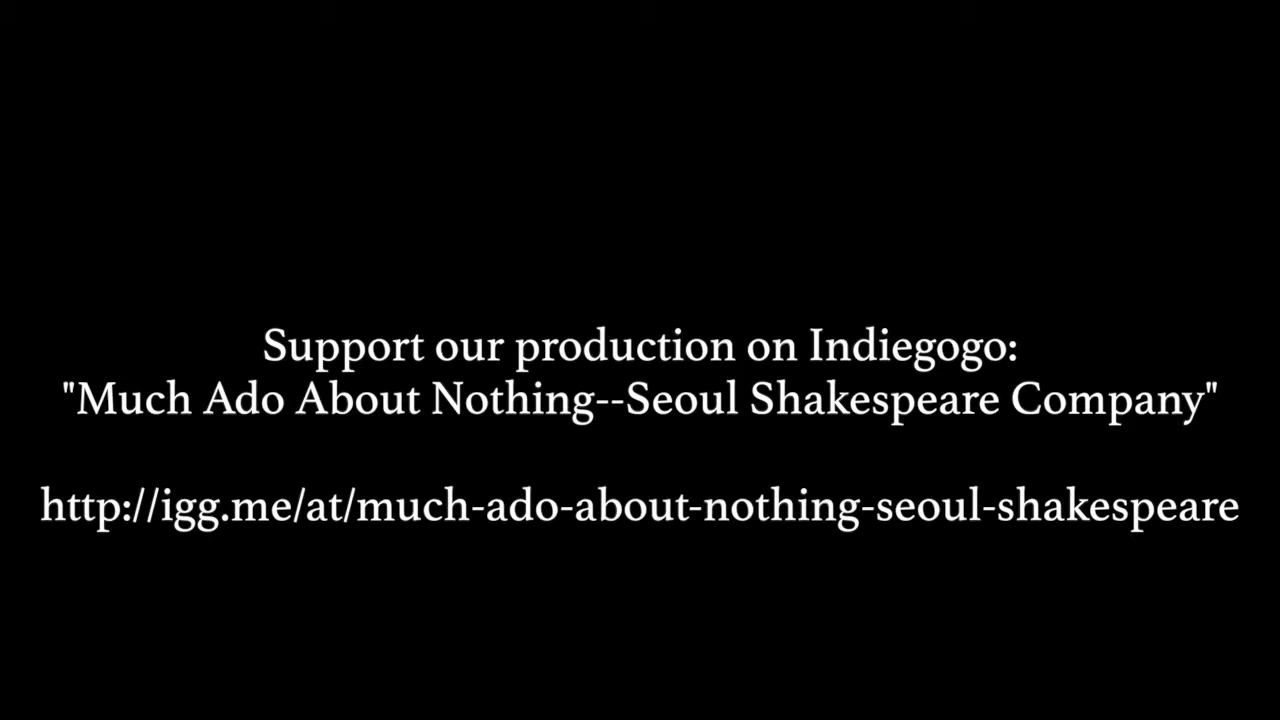 Support our production on Indiegogo:
"Much Ado About Nothing--Seoul Shakespeare Company"
http://igg.me/at/much-ado-about-nothing-seoul-shakespeare